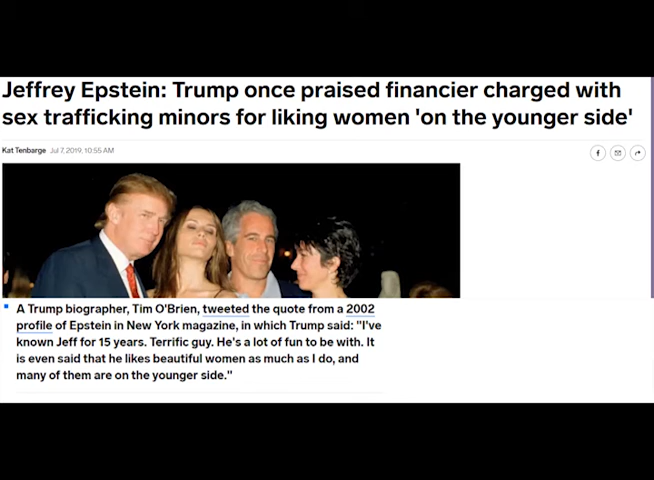 Jeffrey Epstein: Trump once praised financier charged with
sex trafficking minors for liking women 'on the younger side'
Kat Tenbarge Jul 7, 2019, 10:55 AM
A Trump biographer, Tim O'Brien, tweeted the quote from a 2002
profile of Epstein in New York magazine, in which Trump said: "I've
known Jeff for 15 years. Terrific guy. He's a lot of fun to be with. It
is even said that he likes beautiful women as much as I do, and
many of them are on the younger side."